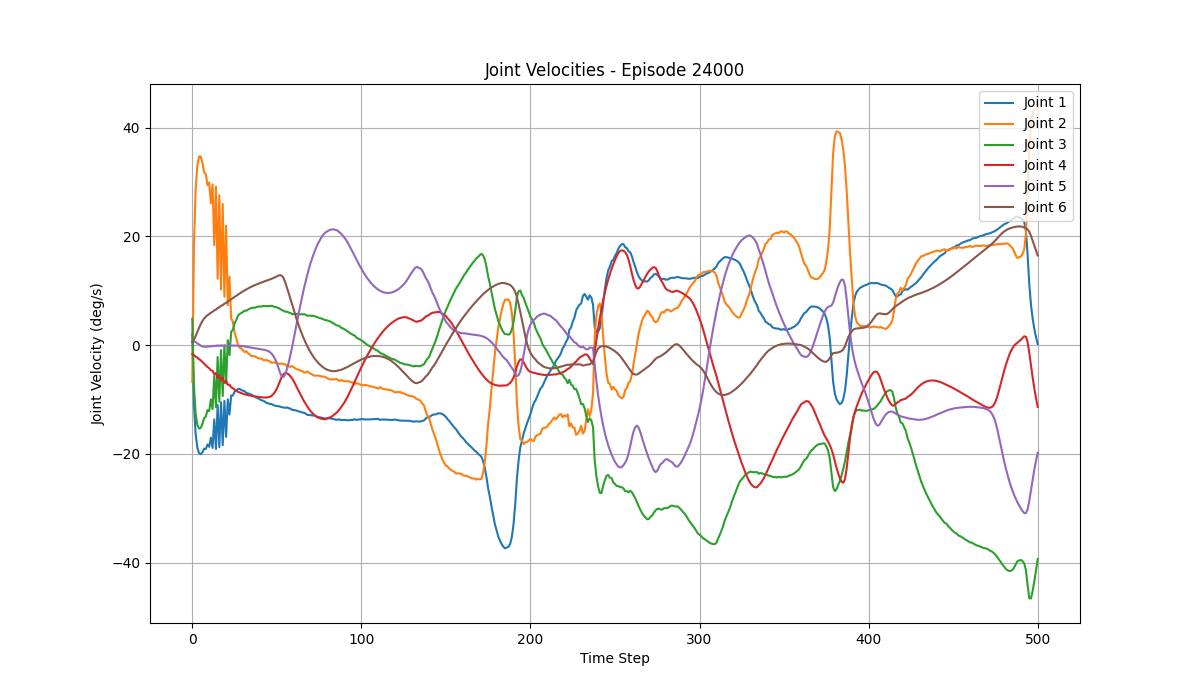 Joint Velocities - Episode 24000
Joint Velocity (deg/s)
40
20
0
−20
−40
0
100
200
300
400
500
Time Step
Joint 1
Joint 2
Joint 3
Joint 4
Joint 5
Joint 6